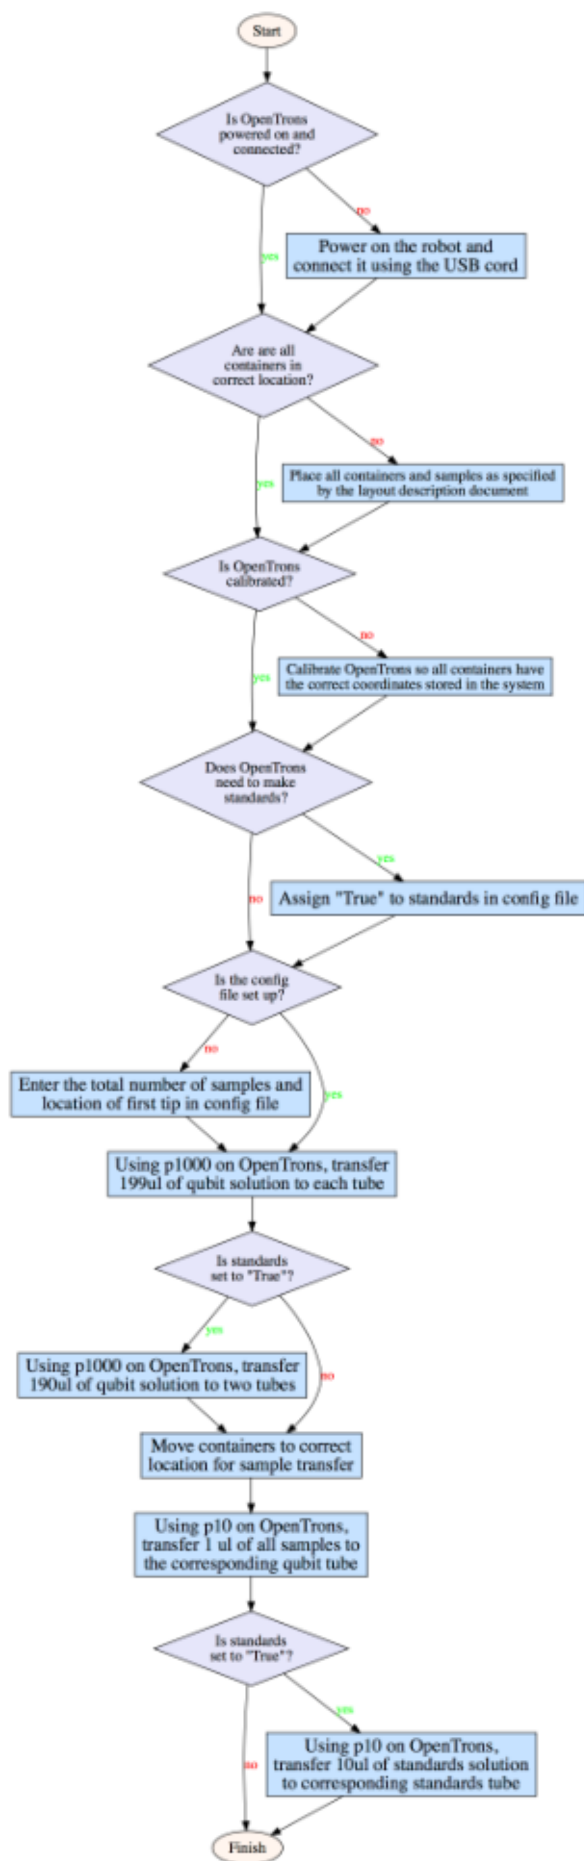 Start
Is OpenTrons
powered on and
connected?
no
Power on the robot and
connect it using the USB cord
yes
Are are all
containers in
correct location?
no
Place all containers and samples as specified
by the layout description document
yes
Is OpenTrons
calibrated?
no
Calibrate OpenTrons so all containers have
the correct coordinates stored in the system
yes
Does OpenTrons
need to make
standards?
yes
Assign "True" to standards in config file
no
Is the config
file set up?
no
Enter the total number of samples and
location of first tip in config file
yes
Using p1000 on OpenTrons, transfer
199ul of qubit solution to each tube
Is standards
set to "True"?
yes
Using p1000 on OpenTrons, transfer
190ul of qubit solution to two tubes
no
Move containers to correct
location for sample transfer
Using p10 on OpenTrons,
transfer 1 ul of all samples to
the corresponding qubit tube
Is standards
set to "True"?
yes
Using p10 on OpenTrons,
transfer 10ul of standards solution
to corresponding standards tube
no
Finish